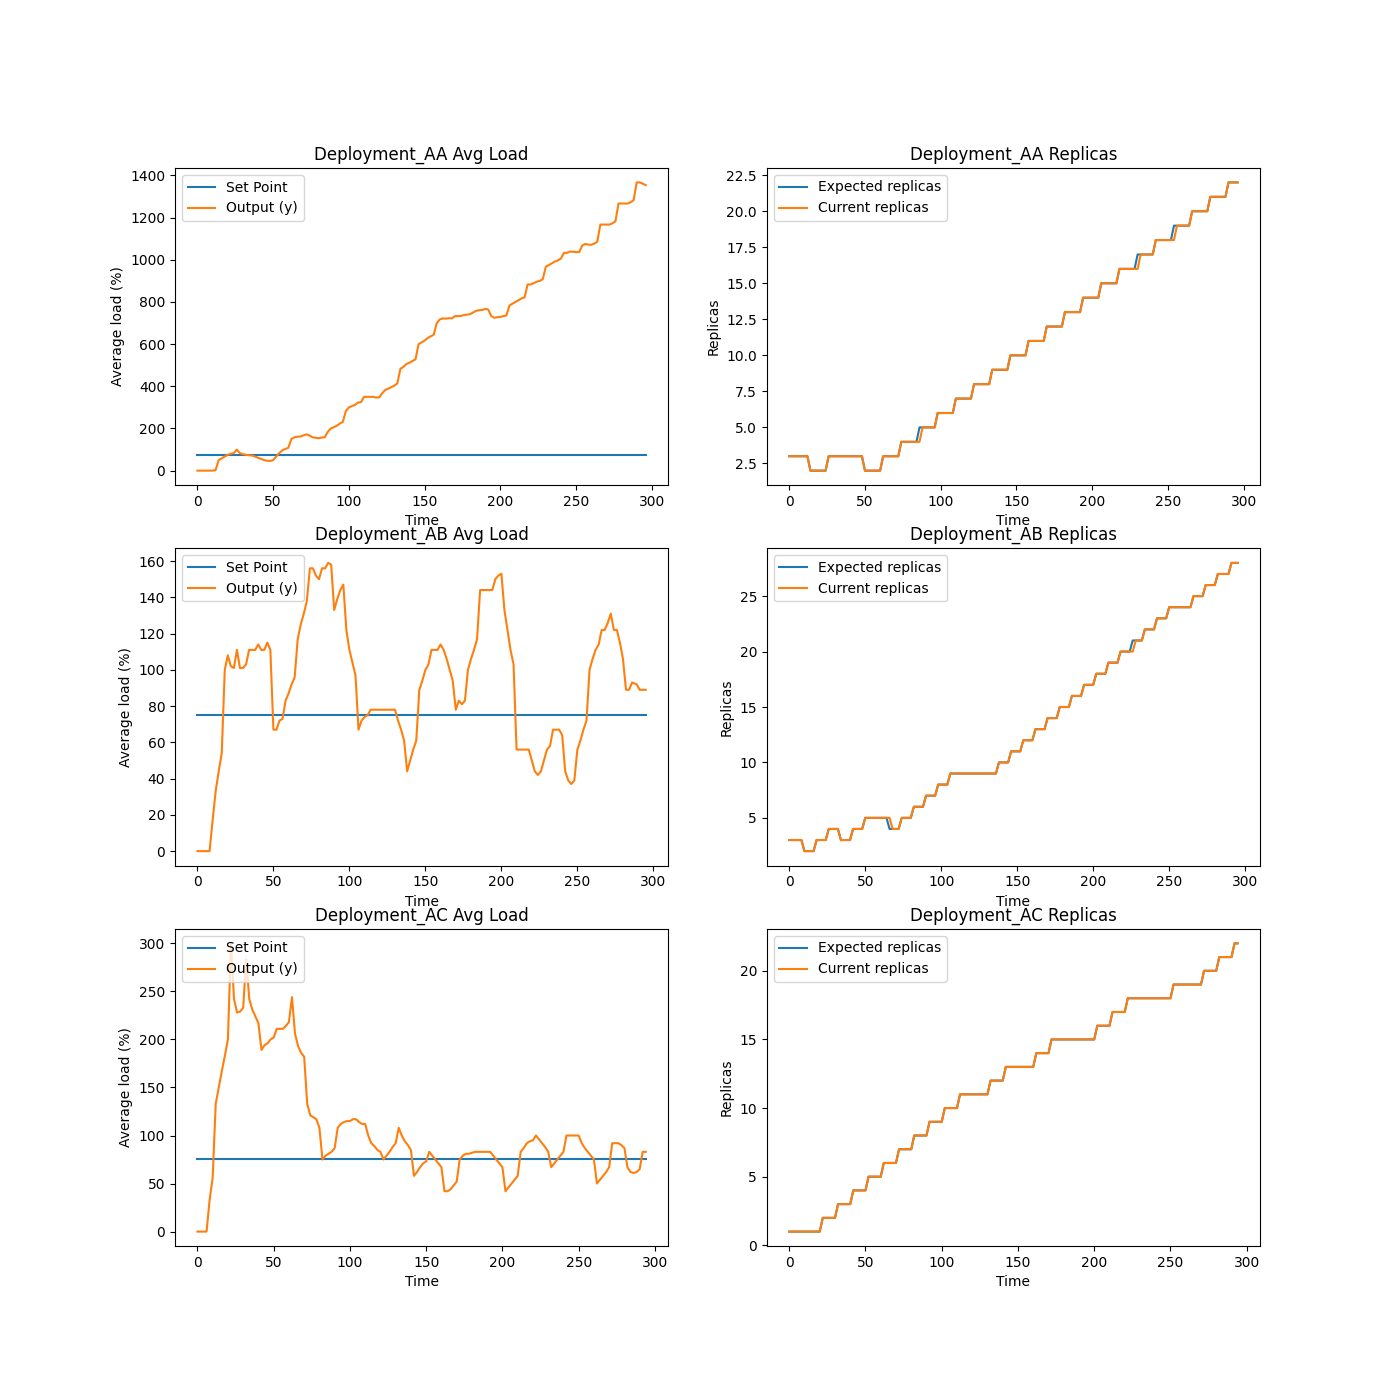 Deployment_AA Avg Load
Set Point
Output (y)
Average load (%)
1400
1200
1000
800
600
400
200
0
0 50 100 150 200 250 300
Time
Deployment_AA Replicas
Expected replicas
Current replicas
Replicas
22.5
20.0
17.5
15.0
12.5
10.0
7.5
5.0
2.5
0 50 100 150 200 250 300
Time
Deployment_AB Avg Load
Set Point
Output (y)
Average load (%)
160
140
120
100
80
60
40
20
0
0 50 100 150 200 250 300
Time
Deployment_AB Replicas
Expected replicas
Current replicas
Replicas
25
20
15
10
5
0 50 100 150 200 250 300
Time
Deployment_AC Avg Load
Set Point
Output (y)
Average load (%)
300
250
200
150
100
50
0
0 50 100 150 200 250 300
Time
Deployment_AC Replicas
Expected replicas
Current replicas
Replicas
20
15
10
5
0
0 50 100 150 200 250 300
Time